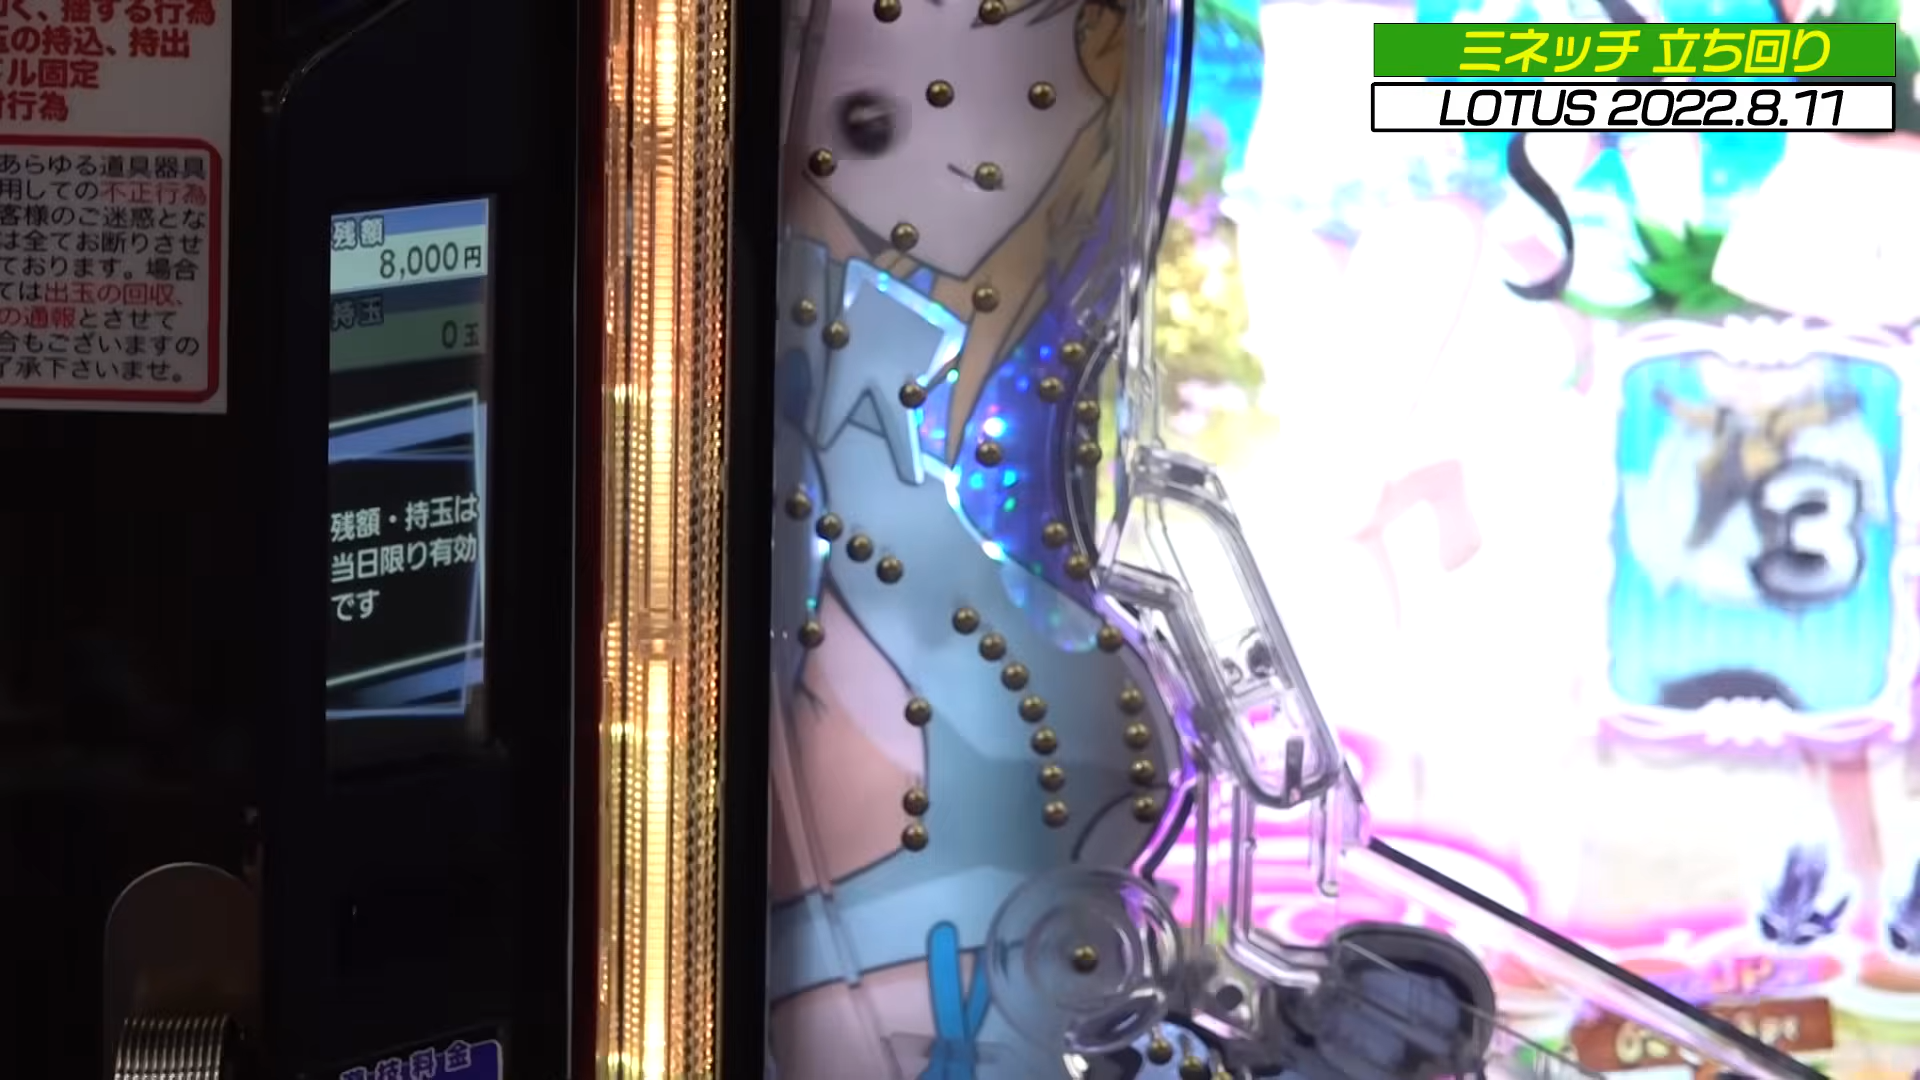 する行為
玉の持込、持出
ル固定
行為
あらゆる道具器具
用しての不正行為
客様のご迷惑とな
は全てお断りさせ
ております。場合
ては出玉の回収、
の通報とさせて
合もございますの
了承下さいませ。
残額
8,000円
持玉
0玉
残額・持玉は
当日限り有効
です
技料金
ミネッチ 立ち回り
LOTUS 2022.8.11
3